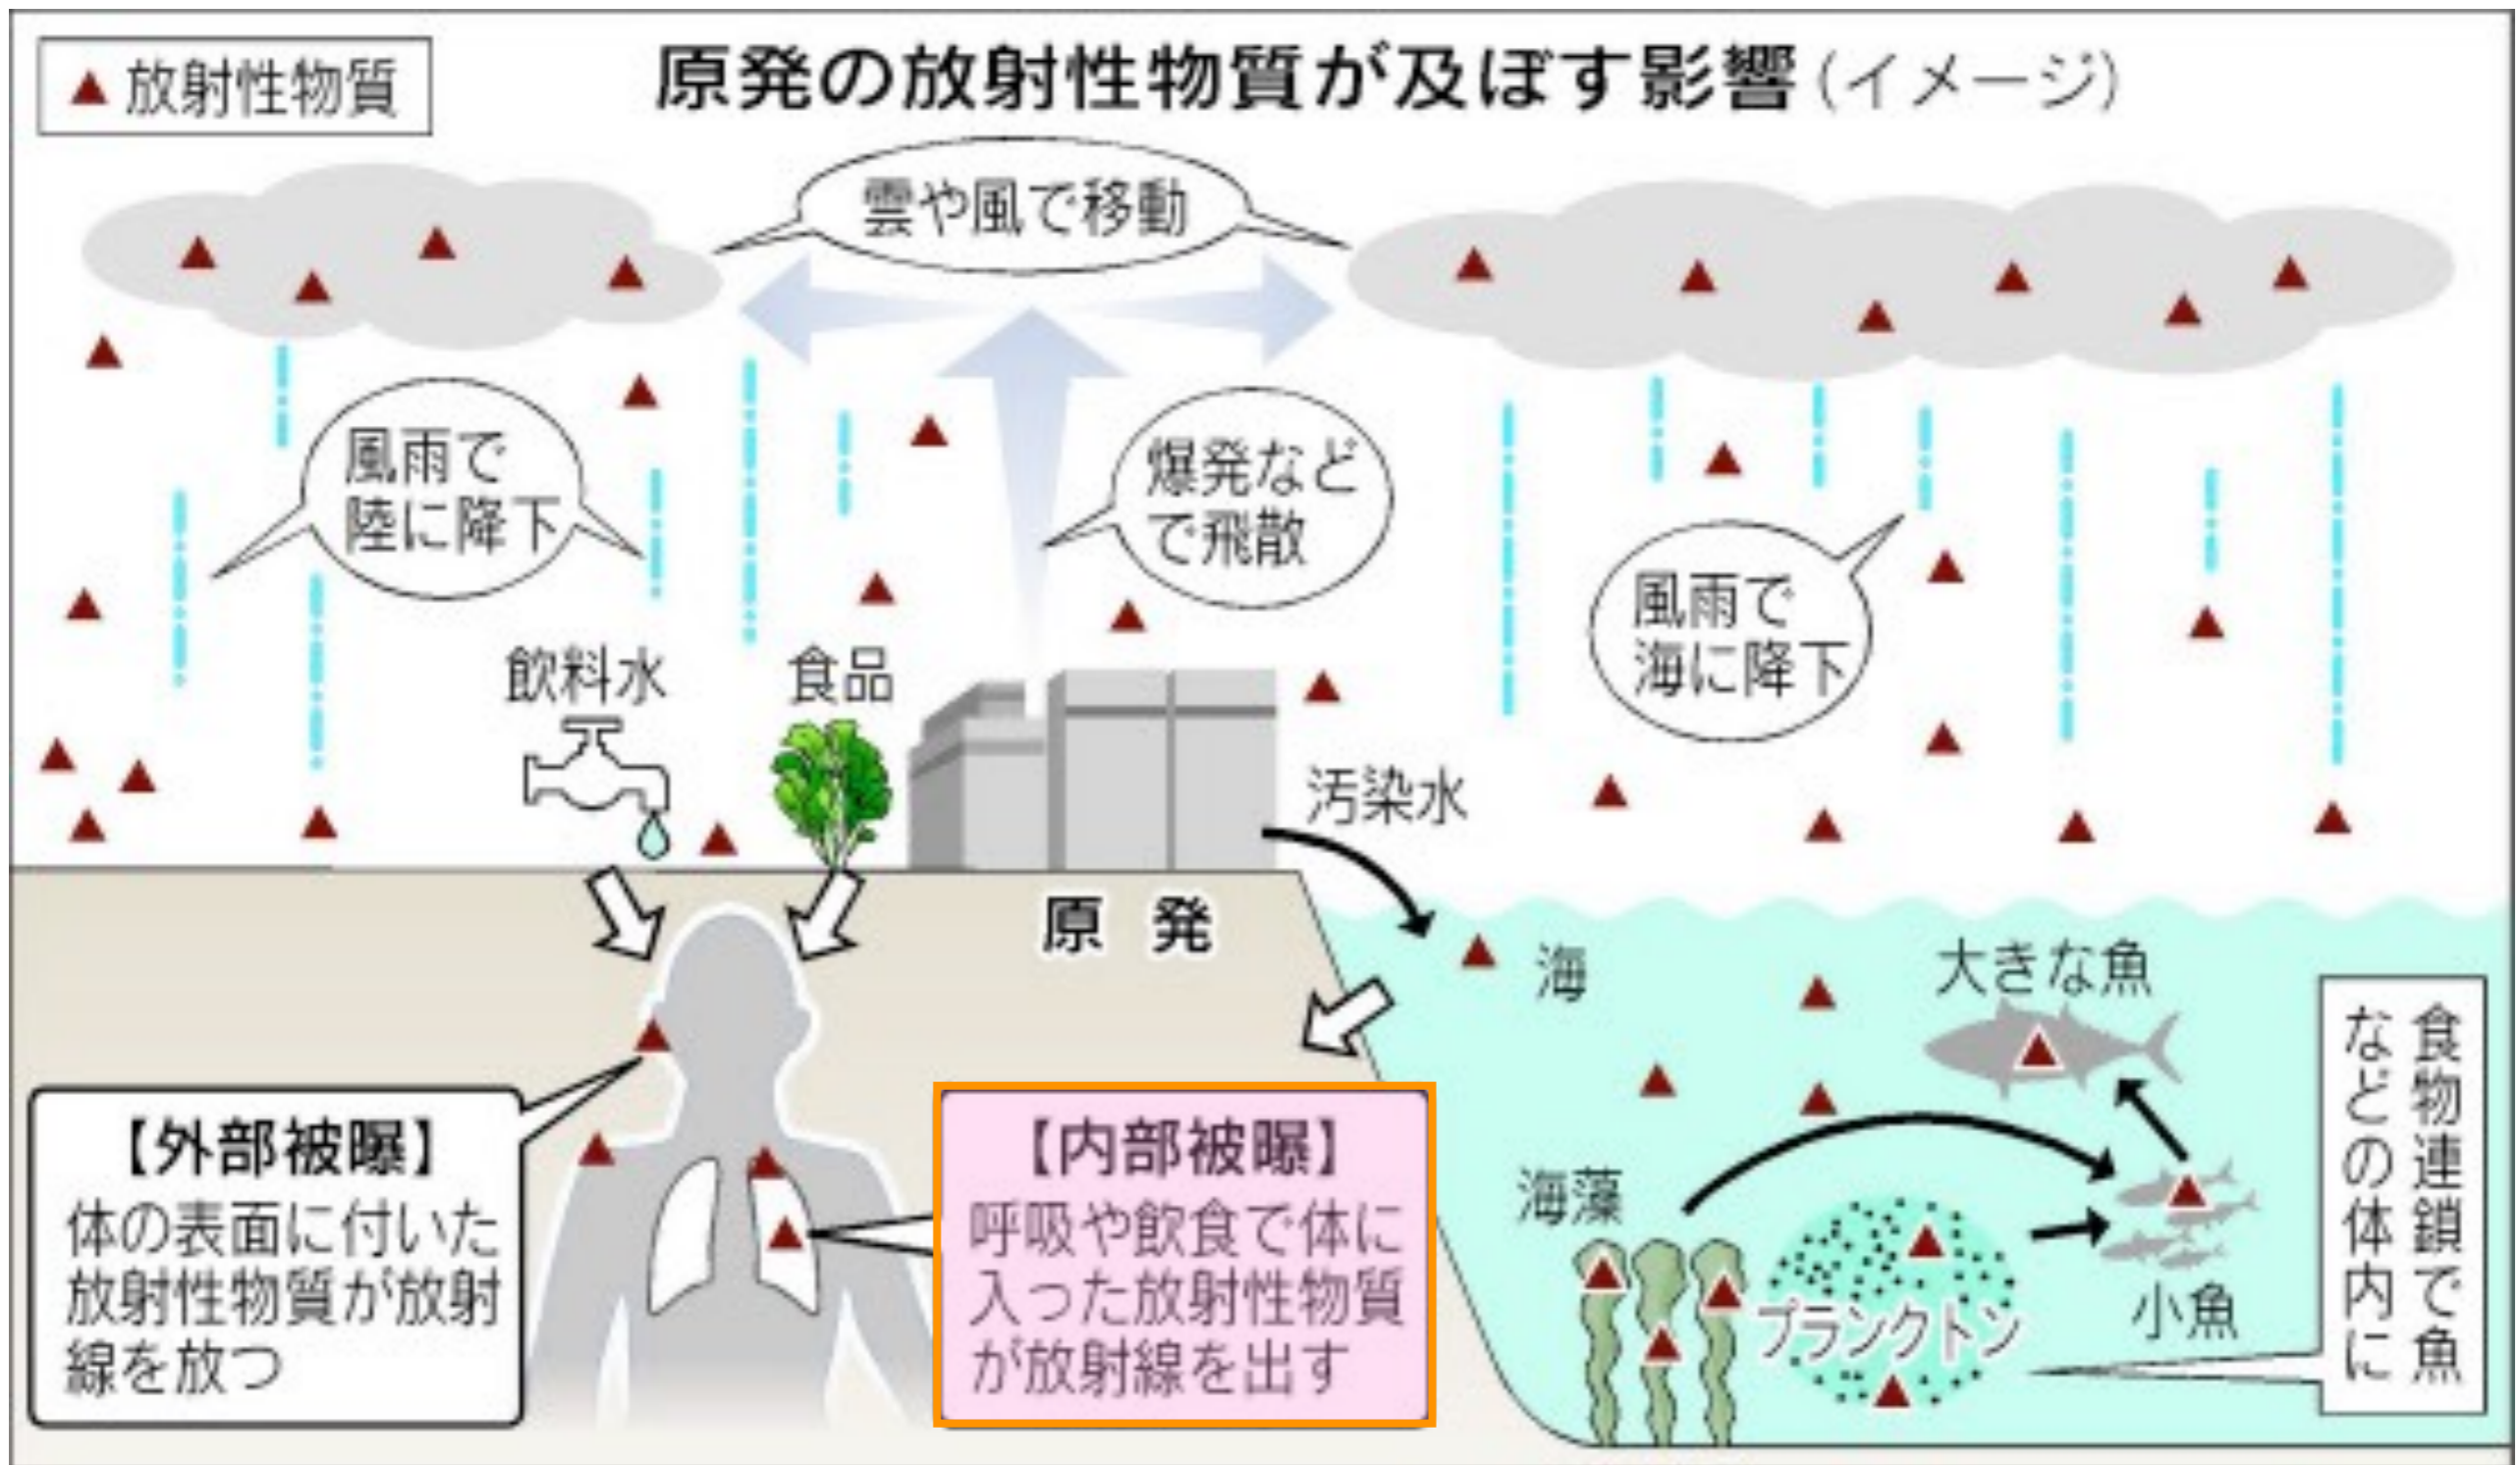 放射性物質
原発の放射性物質が及ぼす影響(イメージ)
雲や風で移動
風雨で
陸に降下
爆発など
で飛散
風雨で
海に降下
飲料水
食品
汚染水
原発
海
大きな魚
食物連鎖で魚
などの体内に
【外部被曝】
体の表面に付いた
放射性物質が放射
線を放つ
【内部被曝】
呼吸や飲食で体に
入った放射性物質
が放射線を出す
海藻
プランクトン
小魚